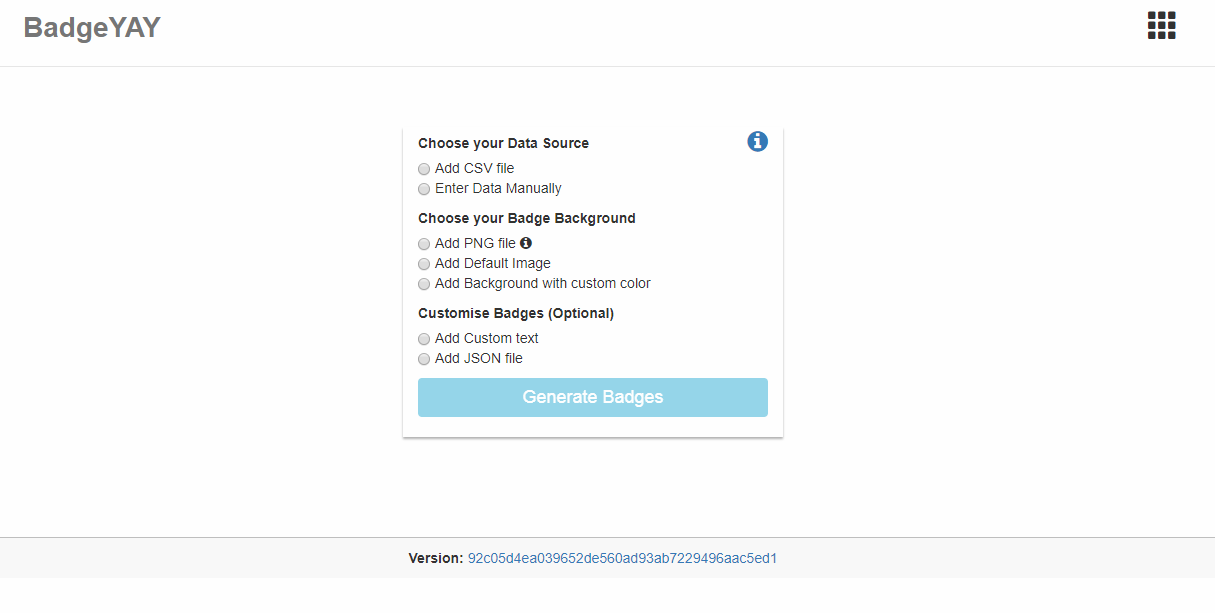 BadgeYAY
Choose your Data Source
Add CSV file
Enter Data Manually
Choose your Badge Background
Add PNG file
Add Default Image
Add Background with custom color
Customise Badges (Optional)
Add Custom text
Add JSON file
Generate Badges
Version: 92c05d4ea039652de560ad93ab7229496aac5ed1